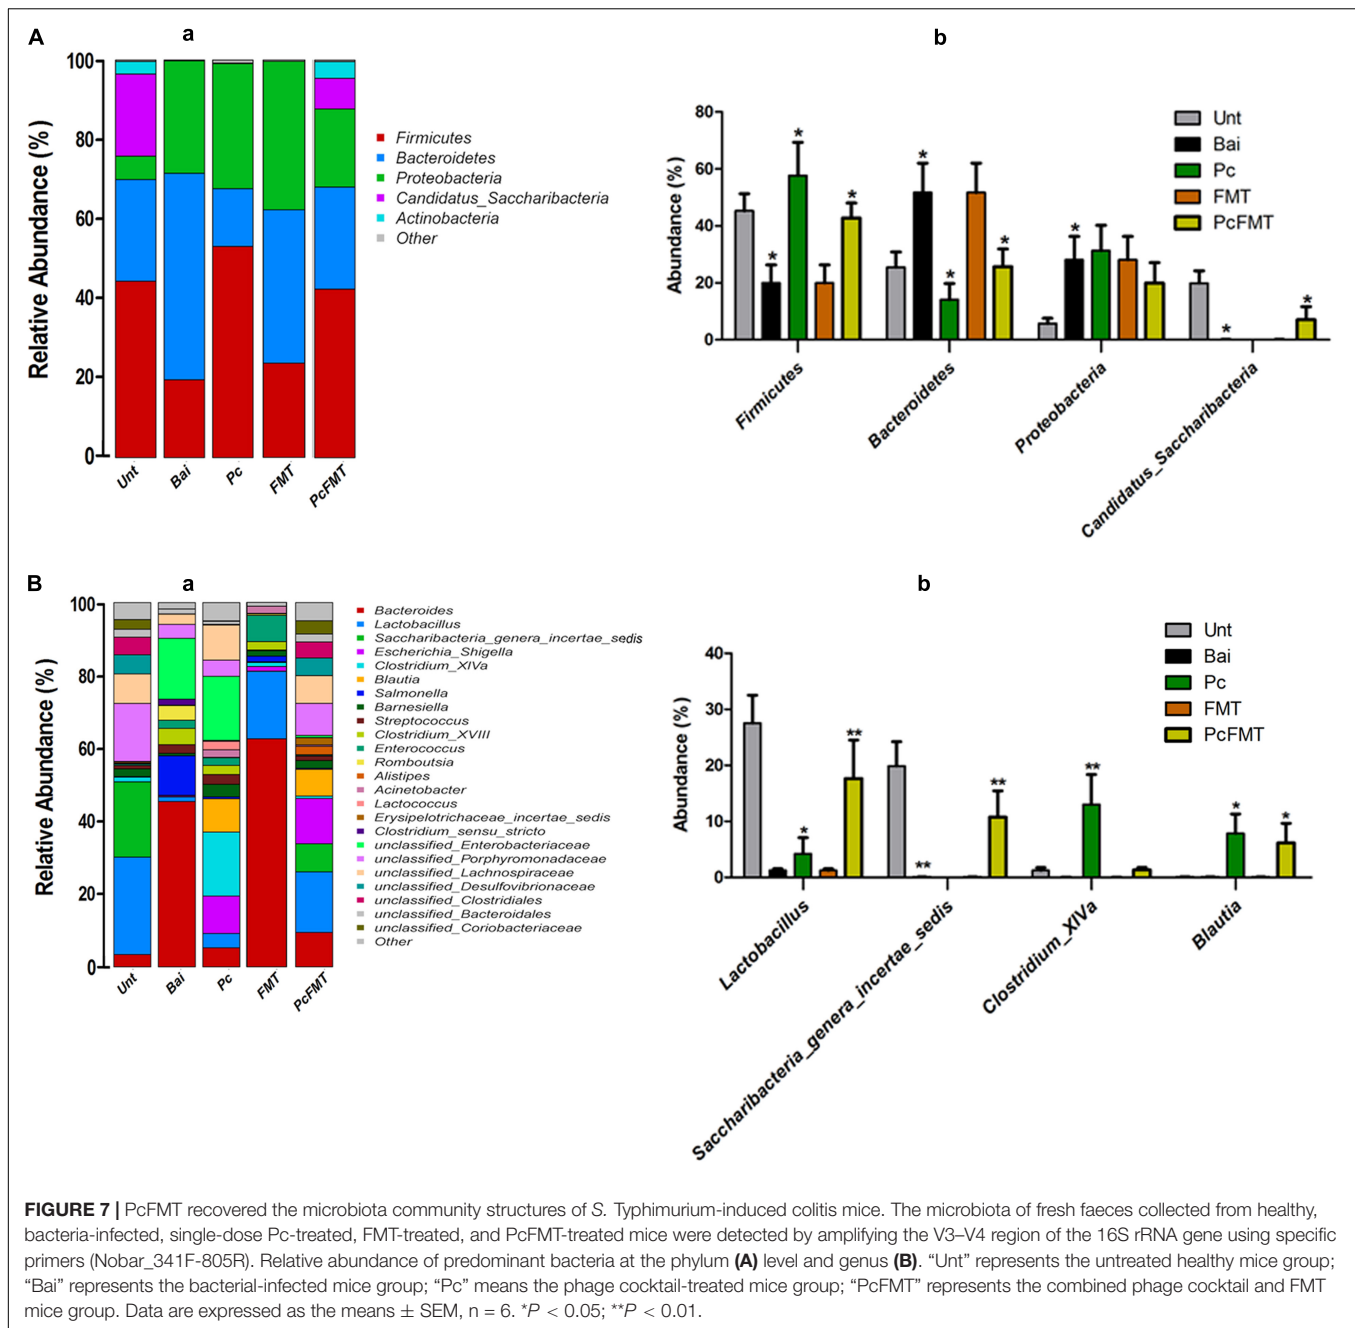 A
a
Relative Abundance (%)
100
80
60
40
20
0
Unt
Bai
Pc
FMT
PcFMT
Firmicutes
Bacteroidetes
Proteobacteria
Candidatus_Saccharibacteria
Actinobacteria
Other
b
Abundance (%)
80
60
40
20
0
* * * * * * * * *
Unt
Bai
Pc
FMT
PcFMT
Firmicutes
Bacteroidetes
Proteobacteria
Candidatus_Saccharibacteria
B
a
Relative Abundance (%)
100
80
60
40
20
0
Unt
Bai
Pc
FMT
PcFMT
Bacteroides
Lactobacillus
Saccharibacteria_genera_incertae_sedis
Escherichia_Shigella
Clostridium_XIVa
Blautia
Salmonella
Barnesiella
Streptococcus
Clostridium_XVIII
Enterococcus
Romboutsia
Alistipes
Acinetobacter
Lactococcus
Erysipelotrichaceae_incertae_sedis
Clostridium_sensu_stricto
unclassified_Enterobacteriaceae
unclassified_Porphyromonadaceae
unclassified_Lachnospiraceae
unclassified_Desulfovibrionaceae
unclassified_Clostridiales
unclassified_Bacteroidales
unclassified_Coriobacteriaceae
Other
b
Abundance (%)
40
30
20
10
0
* ** ** ** ** * *
Unt
Bai
Pc
FMT
PcFMT
Lactobacillus
Saccharibacteria_genera_incertae_sedis
Clostridium_XIVa
Blautia
FIGURE 7 | PcFMT recovered the microbiota community structures of S. Typhimurium-induced colitis mice. The microbiota of fresh faeces collected from healthy,
bacteria-infected, single-dose Pc-treated, FMT-treated, and PcFMT-treated mice were detected by amplifying the V3–V4 region of the 16S rRNA gene using specific
primers (Nobar_341F-805R). Relative abundance of predominant bacteria at the phylum (A) level and genus (B). “Unt” represents the untreated healthy mice group;
“Bai” represents the bacterial-infected mice group; “Pc” means the phage cocktail-treated mice group; “PcFMT” represents the combined phage cocktail and FMT
mice group. Data are expressed as the means ± SEM, n = 6. *P < 0.05; **P < 0.01.